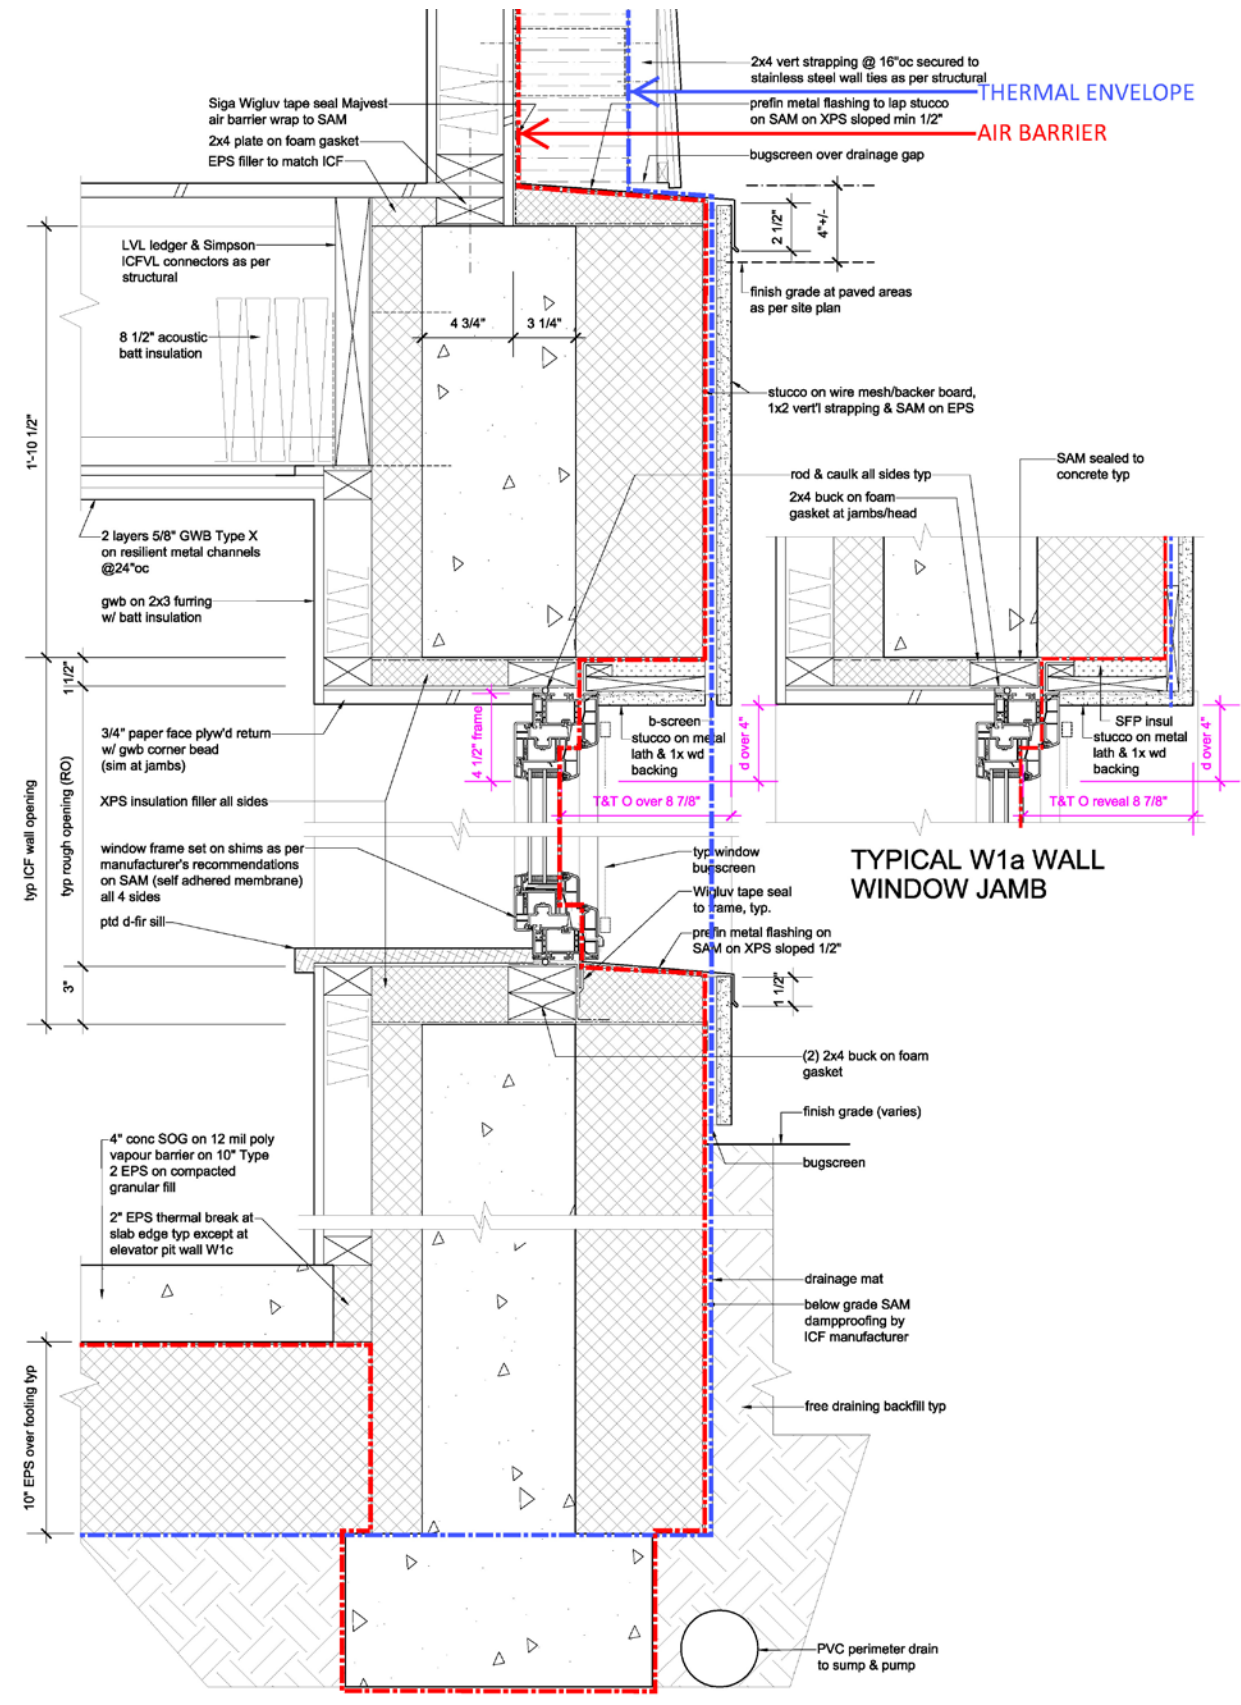 2x4 vert strapping @ 16"oc secured to
stainless steel wall ties as per structural
THERMAL ENVELOPE
prefin metal flashing to lap stucco
on SAM on XPS sloped min 1/2"
AIR BARRIER
bugscreen over drainage gap
Siga Wigluv tape seal Majvest
air barrier wrap to SAM
2x4 plate on foam gasket
EPS filler to match ICF
2 1/2"
4"+/-
LVL ledger & Simpson
ICFVL connectors as per
structural
finish grade at paved areas
as per site plan
8 1/2" acoustic
batt insulation
4 3/4"
3 1/4"
stucco on wire mesh/backer board,
1x2 vert'l strapping & SAM on EPS
1'-10 1/2"
rod & caulk all sides typ
SAM sealed to
concrete typ
2x4 buck on foam
gasket at jambs/head
2 layers 5/8" GWB Type X
on resilient metal channels
@24"oc
gwb on 2x3 furring
w/ batt insulation
1 1/2"
3/4" paper face plyw'd return
w/ gwb corner bead
(sim at jambs)
4 1/2" frame
b-screen
stucco on metal
lath & 1x wd
backing
d over 4"
SFP insul
stucco on metal
lath & 1x wd
backing
d over 4"
XPS insulation filler all sides
T&T O over 8 7/8"
T&T O reveal 8 7/8"
typ ICF wall opening
typ rough opening (RO)
window frame set on shims as per
manufacturer's recommendations
on SAM (self adhered membrane)
all 4 sides
typ window
bugscreen
TYPICAL W1a WALL
WINDOW JAMB
Wigluv tape seal
to frame, typ.
ptd d-fir sill
prefin metal flashing on
SAM on XPS sloped 1/2"
3"
1 1/2"
(2) 2x4 buck on foam
gasket
finish grade (varies)
4" conc SOG on 12 mil poly
vapour barrier on 10" Type
2 EPS on compacted
granular fill
bugscreen
2" EPS thermal break at
slab edge typ except at
elevator pit wall W1c
drainage mat
below grade SAM
dampproofing by
ICF manufacturer
10" EPS over footing typ
free draining backfill typ
PVC perimeter drain
to sump & pump